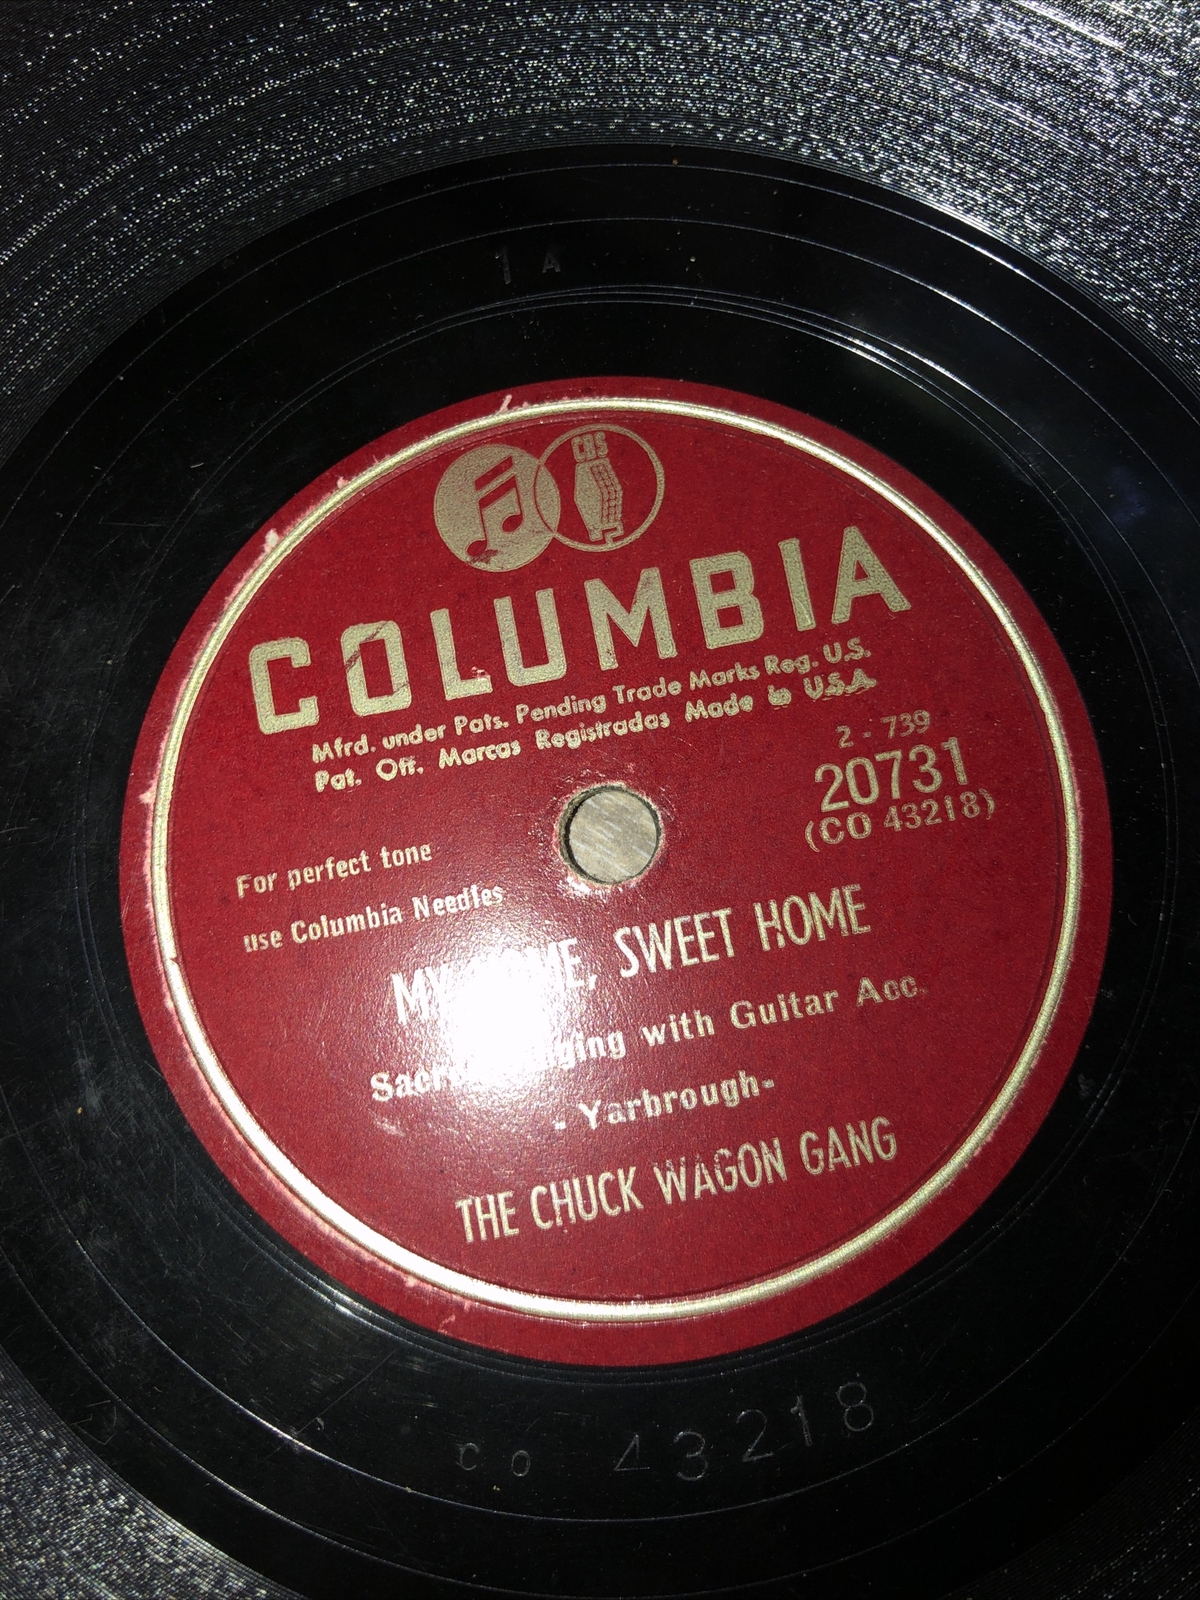 1 A
CBS
COLUMBIA
Mfrd. under Pats. Pending Trade Marks Reg. U.S.
Pat. Off. Marcas Registradas Made in U.S.A.
2 - 739
20731
(CO 43218)
For perfect tone
use Columbia Needles
MY SWEET HOME
with Guitar Acc.
- Yarbrough-
THE CHUCK WAGON GANG
CO 43218